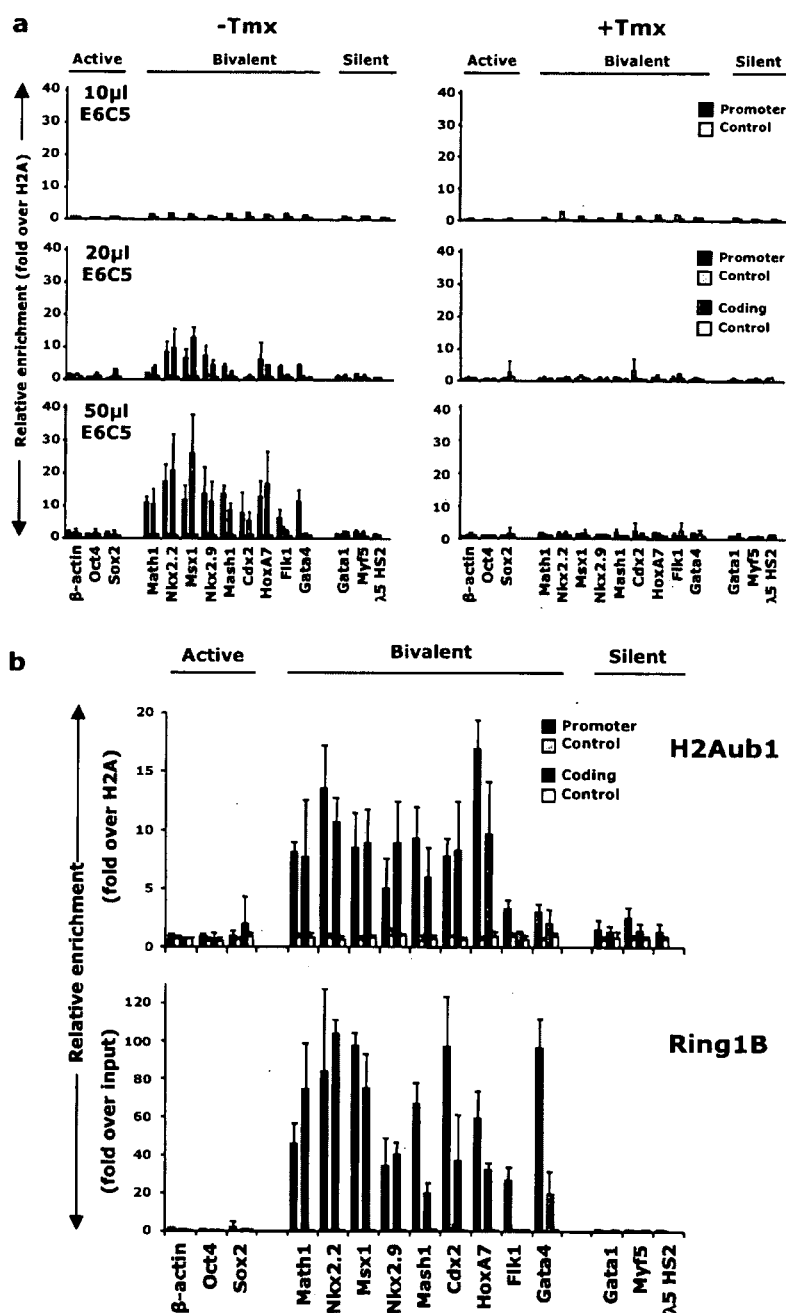 a
-Tmx
+Tmx
Active Bivalent Silent
Active Bivalent Silent
Relative enrichment (fold over H2A)
40
30
20
10
0
10µl
E6C5
40
30
20
10
0
Promoter
Control
40
30
20
10
0
20µl
E6C5
40
30
20
10
0
Promoter
Control
Coding
Control
40
30
20
10
0
50µl
E6C5
40
30
20
10
0
β-actin
Oct4
Sox2
Math1
Nkx2.2
Msx1
Nkx2.9
Mash1
Cdx2
HoxA7
Flk1
Gata4
Gata1
Myf5
λ5 HS2
β-actin
Oct4
Sox2
Math1
Nkx2.2
Msx1
Nkx2.9
Mash1
Cdx2
HoxA7
Flk1
Gata4
Gata1
Myf5
λ5 HS2
b
Active Bivalent Silent
Relative enrichment
(fold over H2A)
20
15
10
5
0
Promoter
Control
Coding
Control
H2Aub1
(fold over input)
120
100
80
60
40
20
0
Ring1B
β-actin
Oct4
Sox2
Math1
Nkx2.2
Msx1
Nkx2.9
Mash1
Cdx2
HoxA7
Flk1
Gata4
Gata1
Myf5
λ5 HS2